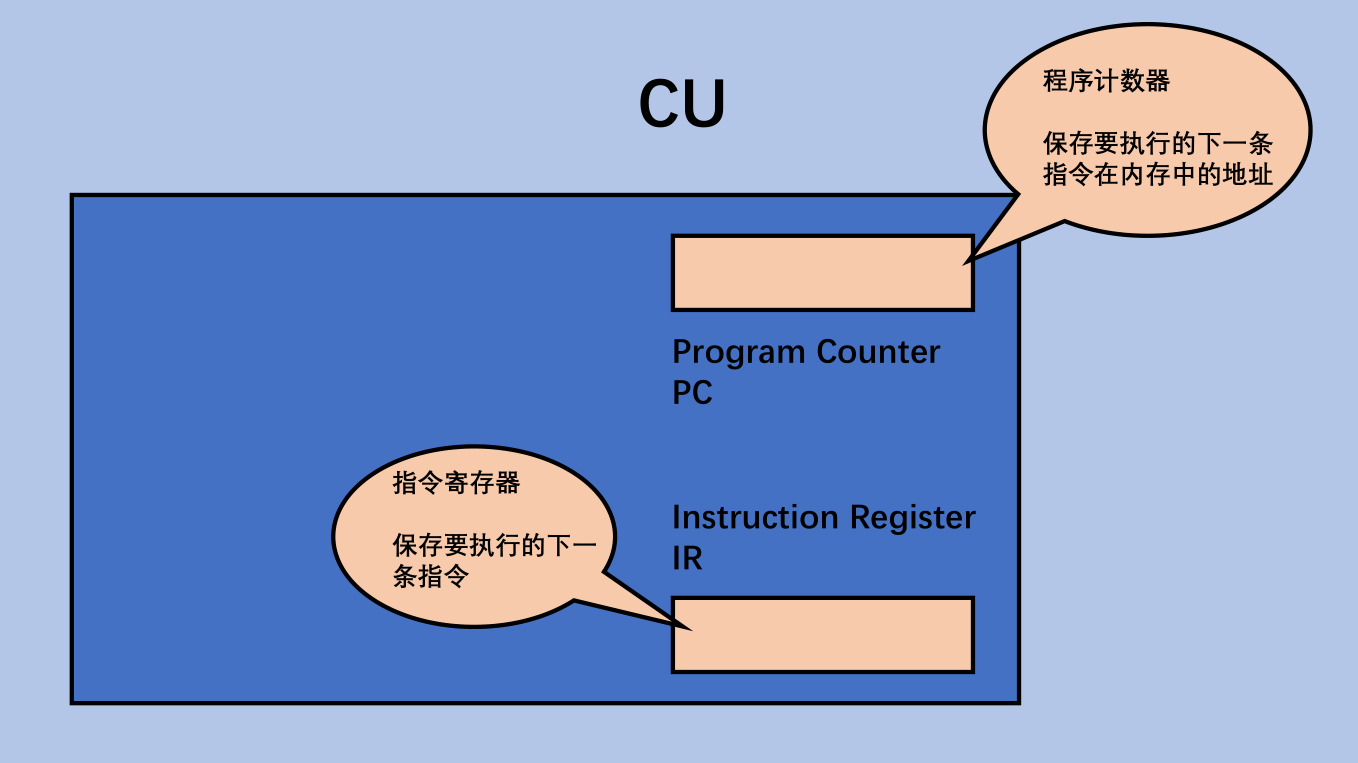 CU
程序计数器
保存要执行的下一条
指令在内存中的地址
Program Counter
PC
指令寄存器
保存要执行的下一
条指令
Instruction Register
IR